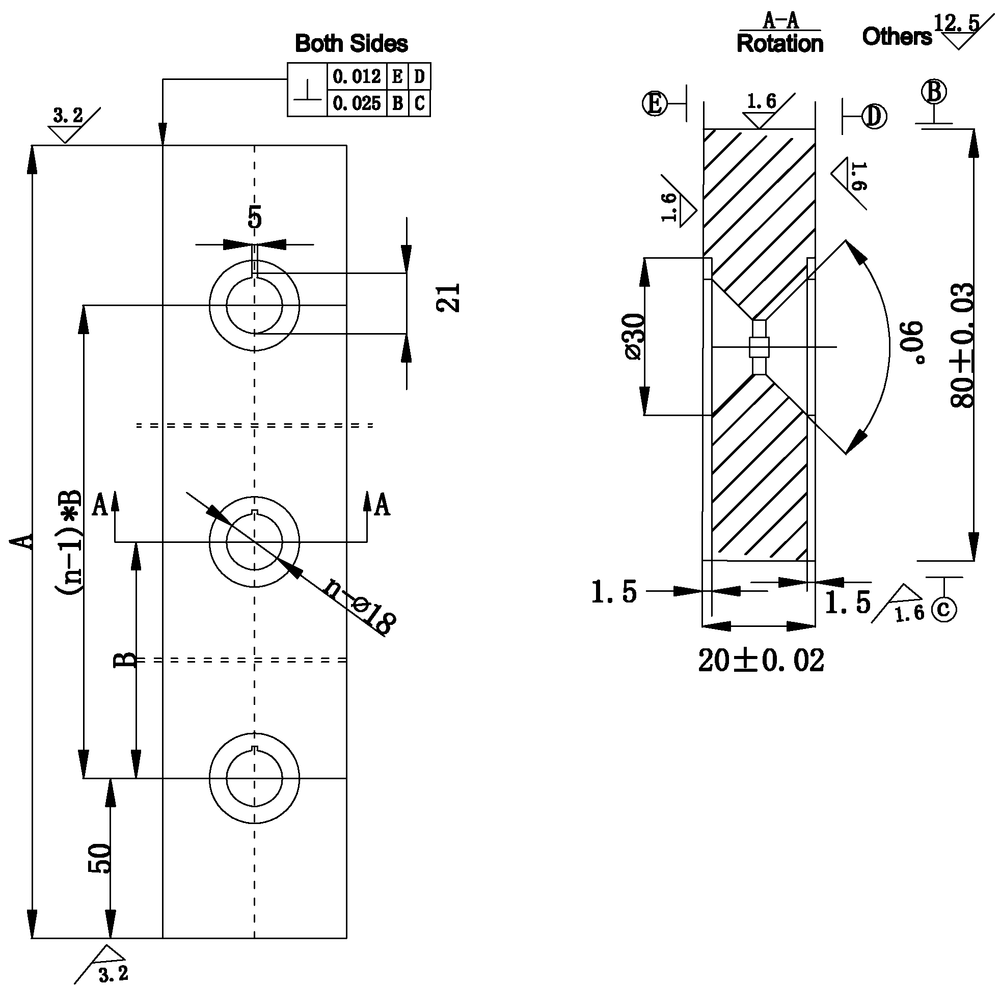 Both Sides
0.012 E D
0.025 B C
3.2
5
21
A
(n-1)*B
A
A
n-⌀18
B
50
3.2
A-A
Rotation
Others 12.5
E
1.6
D
B
1.6
1.6
⌀30
90°
80±0.03
1.5
1.5
1.6
C
20±0.02